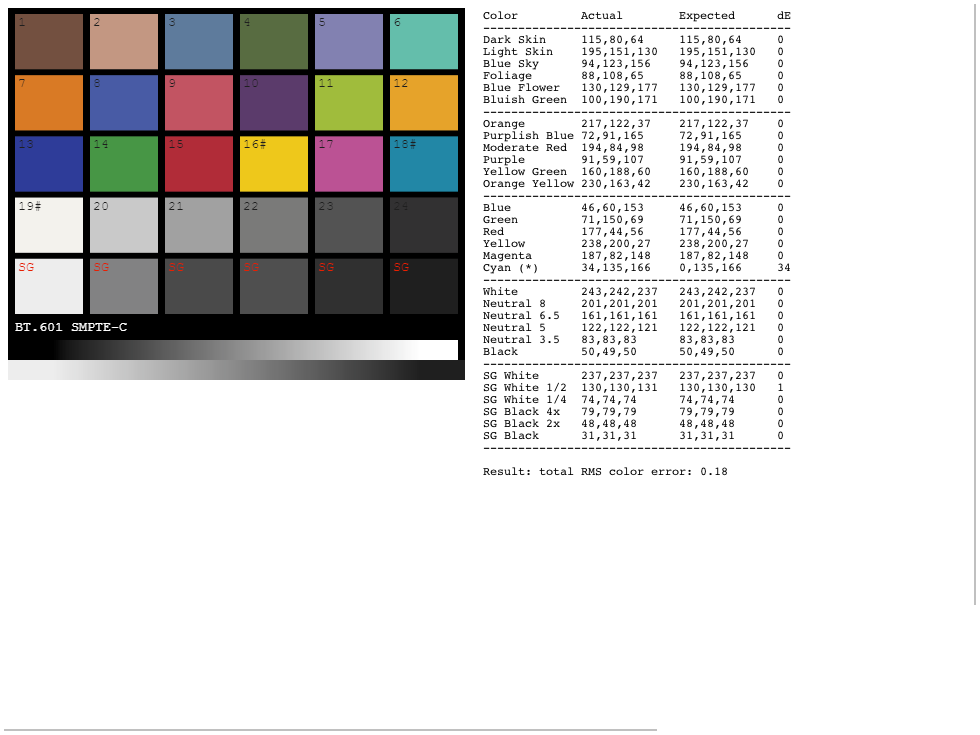 1 2 3 4 5 6
7 8 9 10 11 12
13 14 15 16# 17 18#
19# 20 21 22 23 24
SG SG SG SG SG SG
BT.601 SMPTE-C
Color Actual Expected dE
--------------------------------------------
Dark Skin 115,80,64 115,80,64 0
Light Skin 195,151,130 195,151,130 0
Blue Sky 94,123,156 94,123,156 0
Foliage 88,108,65 88,108,65 0
Blue Flower 130,129,177 130,129,177 0
Bluish Green 100,190,171 100,190,171 0
--------------------------------------------
Orange 217,122,37 217,122,37 0
Purplish Blue 72,91,165 72,91,165 0
Moderate Red 194,84,98 194,84,98 0
Purple 91,59,107 91,59,107 0
Yellow Green 160,188,60 160,188,60 0
Orange Yellow 230,163,42 230,163,42 0
--------------------------------------------
Blue 46,60,153 46,60,153 0
Green 71,150,69 71,150,69 0
Red 177,44,56 177,44,56 0
Yellow 238,200,27 238,200,27 0
Magenta 187,82,148 187,82,148 0
Cyan (*) 34,135,166 0,135,166 34
--------------------------------------------
White 243,242,237 243,242,237 0
Neutral 8 201,201,201 201,201,201 0
Neutral 6.5 161,161,161 161,161,161 0
Neutral 5 122,122,121 122,122,121 0
Neutral 3.5 83,83,83 83,83,83 0
Black 50,49,50 50,49,50 0
--------------------------------------------
SG White 237,237,237 237,237,237 0
SG White 1/2 130,130,131 130,130,130 1
SG White 1/4 74,74,74 74,74,74 0
SG Black 4x 79,79,79 79,79,79 0
SG Black 2x 48,48,48 48,48,48 0
SG Black 31,31,31 31,31,31 0
--------------------------------------------
Result: total RMS color error: 0.18